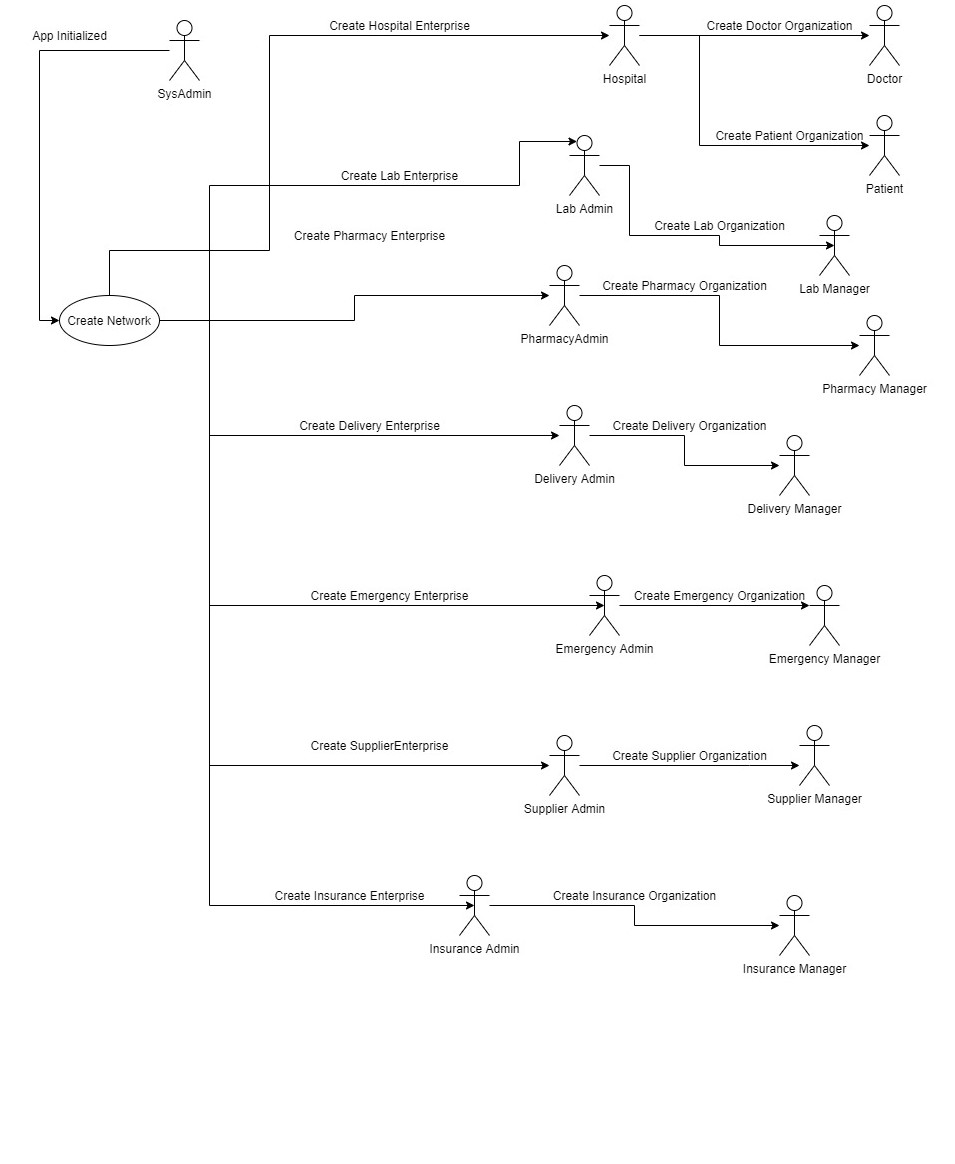 Create Hospital Enterprise
Create Doctor Organization
App Initialized
Hospital
Doctor
SysAdmin
Create Patient Organization
Create Lab Enterprise
Patient
Lab Admin
Create Lab Organization
Create Pharmacy Enterprise
Lab Manager
Create Pharmacy Organization
Create Network
PharmacyAdmin
Pharmacy Manager
Create Delivery Enterprise
Create Delivery Organization
Delivery Admin
Delivery Manager
Create Emergency Enterprise
Create Emergency Organization
Emergency Admin
Emergency Manager
Create SupplierEnterprise
Create Supplier Organization
Supplier Admin
Supplier Manager
Create Insurance Enterprise
Create Insurance Organization
Insurance Admin
Insurance Manager